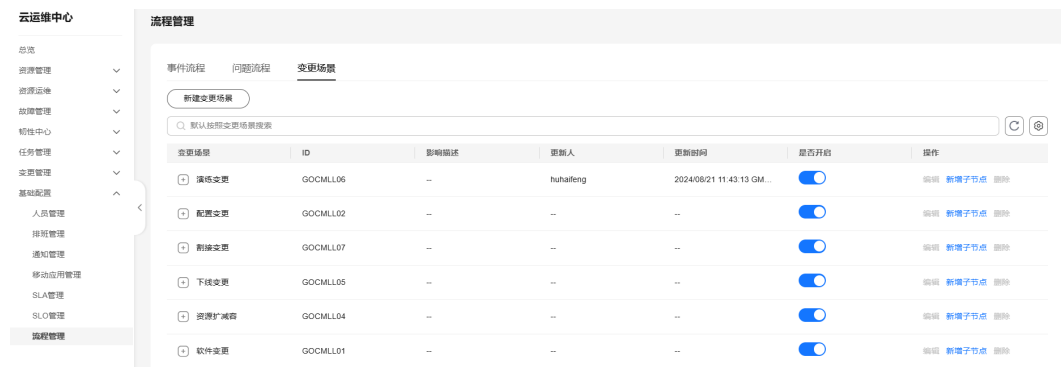 云运维中心
总览
资源管理
资源运维
故障管理
韧性中心
任务管理
变更管理
基础配置
人员管理
排班管理
通知管理
移动应用管理
SLA管理
SLO管理
流程管理
流程管理
事件流程 问题流程 变更场景
新建变更场景
默认按照变更场景搜索
变更场景 ID 影响描述 更新人 更新时间 是否开启 操作
演练变更 GOCMLL06 -- huhaifeng 2024/08/21 11:43:13 GM... 编辑 新增子节点 删除
配置变更 GOCMLL02 -- -- -- 编辑 新增子节点 删除
割接变更 GOCMLL07 -- -- -- 编辑 新增子节点 删除
下线变更 GOCMLL05 -- -- -- 编辑 新增子节点 删除
资源扩减容 GOCMLL04 -- -- -- 编辑 新增子节点 删除
软件变更 GOCMLL01 -- -- -- 编辑 新增子节点 删除